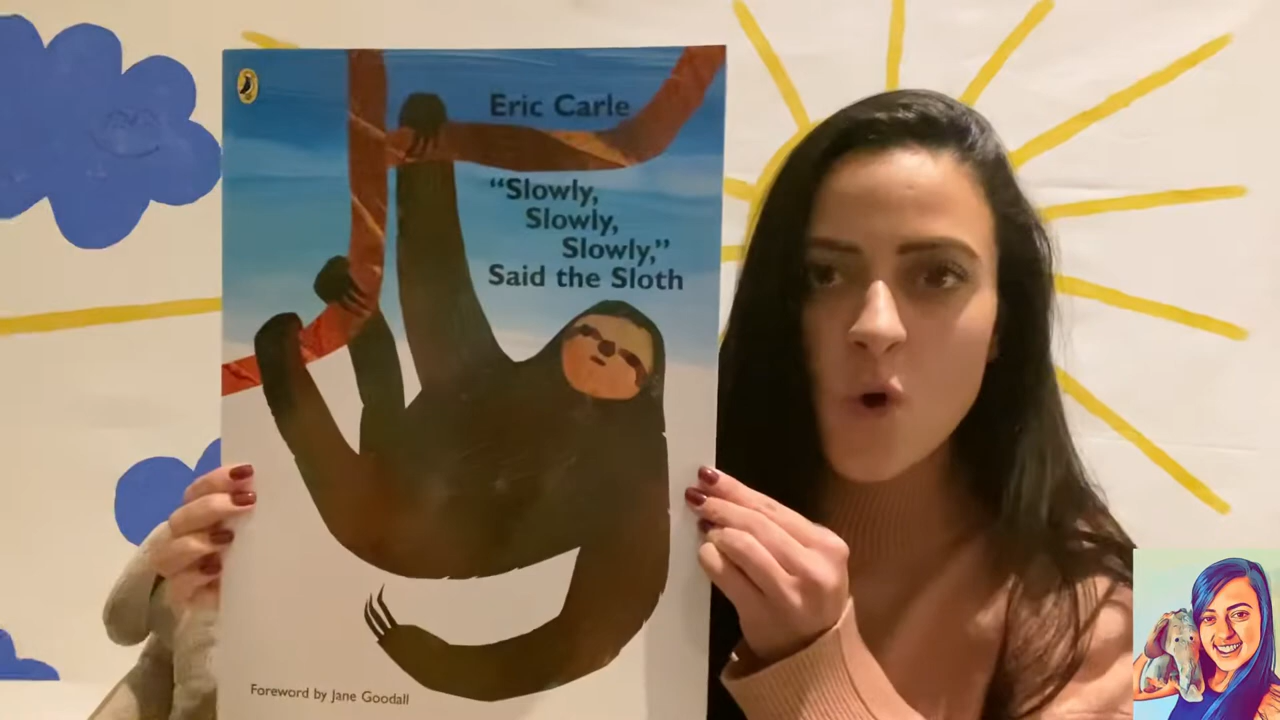 Eric Carle
“Slowly,
Slowly,
Slowly,”
Said the Sloth
Foreword by Jane Goodall